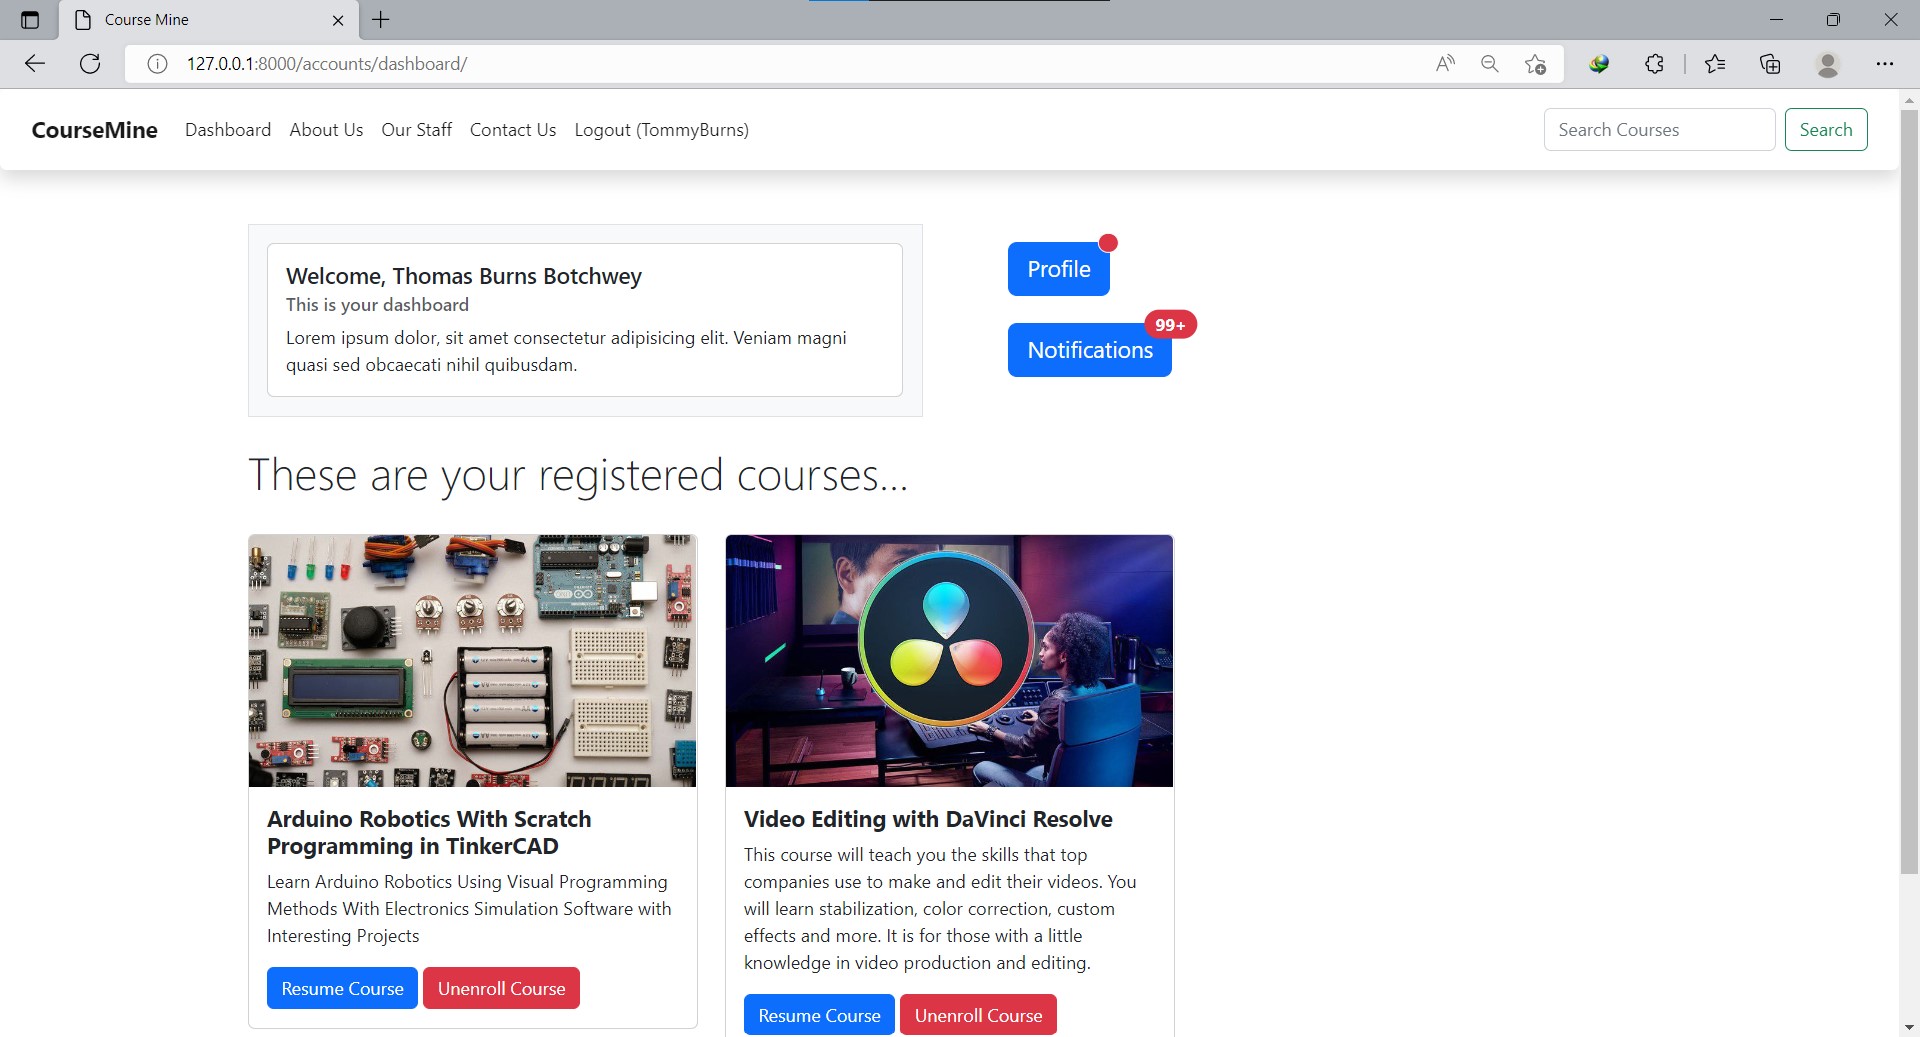 Course Mine
127.0.0.1:8000/accounts/dashboard/
CourseMine Dashboard About Us Our Staff Contact Us Logout (TommyBurns) Search Courses Search
Welcome, Thomas Burns Botchwey
This is your dashboard
Lorem ipsum dolor, sit amet consectetur adipisicing elit. Veniam magni
quasi sed obcaecati nihil quibusdam.
Profile
99+
Notifications
These are your registered courses...
Arduino Robotics With Scratch
Programming in TinkerCAD
Learn Arduino Robotics Using Visual Programming
Methods With Electronics Simulation Software with
Interesting Projects
Resume Course Unenroll Course
Video Editing with DaVinci Resolve
This course will teach you the skills that top
companies use to make and edit their videos. You
will learn stabilization, color correction, custom
effects and more. It is for those with a little
knowledge in video production and editing.
Resume Course Unenroll Course